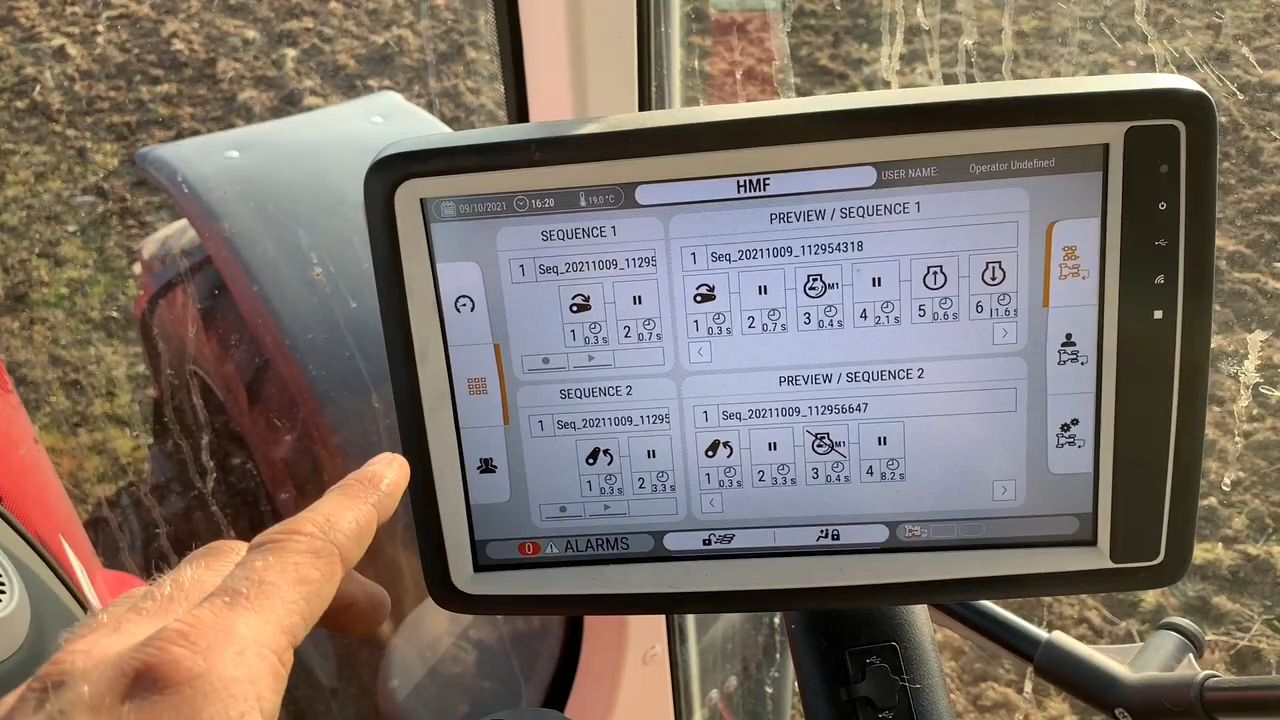 09/10/2021 16:20 19,0°C HMF USER NAME: Operator Undefined
SEQUENCE 1
1 Seq_20211009_11295
1 0.3 s 2 0.7 s
PREVIEW / SEQUENCE 1
1 Seq_20211009_112954318
M1
1 0.3 s 2 0.7 s 3 0.4 s 4 2.1 s 5 0.6 s 6 11.6 s
SEQUENCE 2
1 Seq_20211009_11295
1 0.3 s 2 3.3 s
PREVIEW / SEQUENCE 2
1 Seq_20211009_112956647
M1
1 0.3 s 2 3.3 s 3 0.4 s 4 8.2 s
0 ALARMS